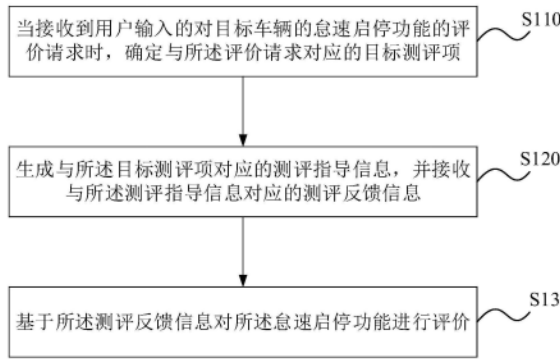 当接收到用户输入的对目标车辆的怠速启停功能的评
价请求时，确定与所述评价请求对应的目标测评项
S110
生成与所述目标测评项对应的测评指导信息，并接收
与所述测评指导信息对应的测评反馈信息
S120
基于所述测评反馈信息对所述怠速启停功能进行评价
S13